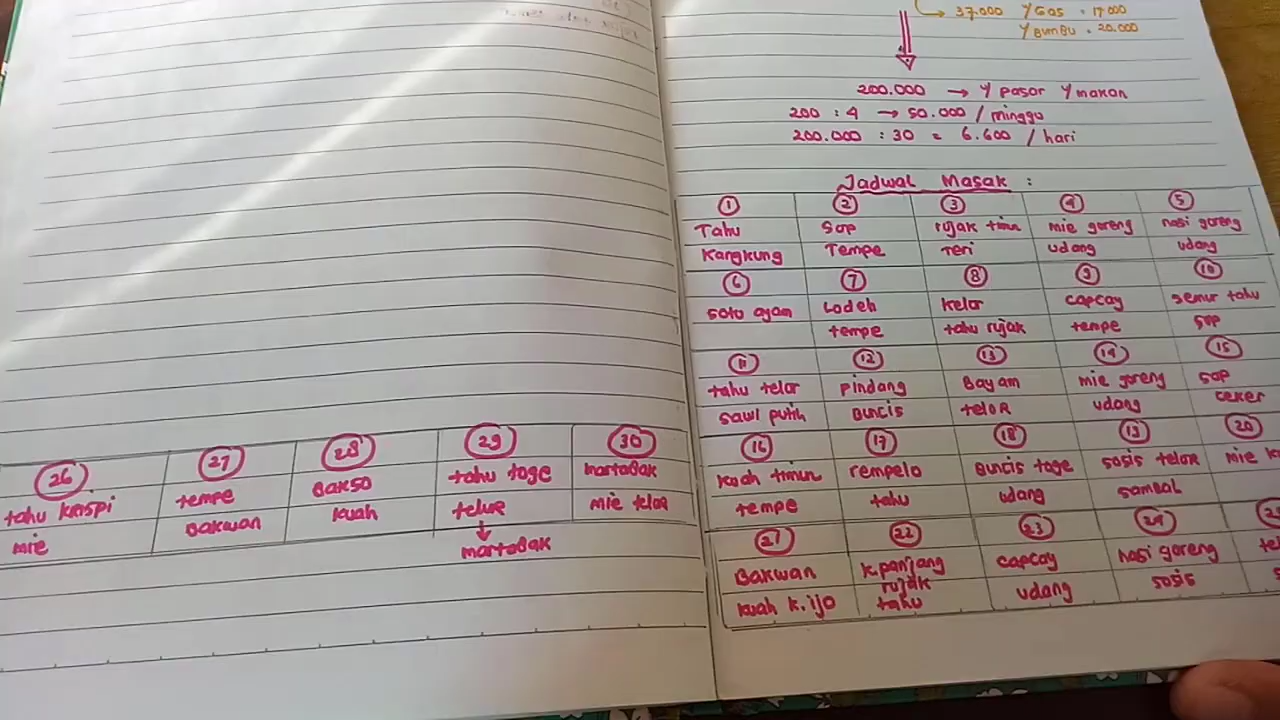 37.000 Y Gas = 17.000
Y Bumbu = 20.000
200.000 → Y pasar Y makan
200 : 4 → 50.000 / minggu
200.000 : 30 = 6.600 / hari
Jadwal Masak :
1 2 3 4 5
Tahu Sop rujak timun mie goreng nasi goreng
Kangkung Tempe Teri udang udang
6 7 8 9 10
soto ayam Lodeh Kelor capcay semur tahu
tempe tahu rujak tempe sop
11 12 13 14 15
tahu telor pindang Bayam mie goreng sop
sawi putih Buncis telor udang ceker
16 17 18 19 20
kuah timun rempelo Buncis toge sosis telor mie
tempe tahu udang sambal
21 22 23 24
Bakwan k.panjang capcay nasi goreng
kuah k.ijo rujak tahu udang sosis
26 27 28 29 30
tahu krispi tempe Bakso tahu toge martabak
mie Bakwan kuah telur mie telor
↓
martabak